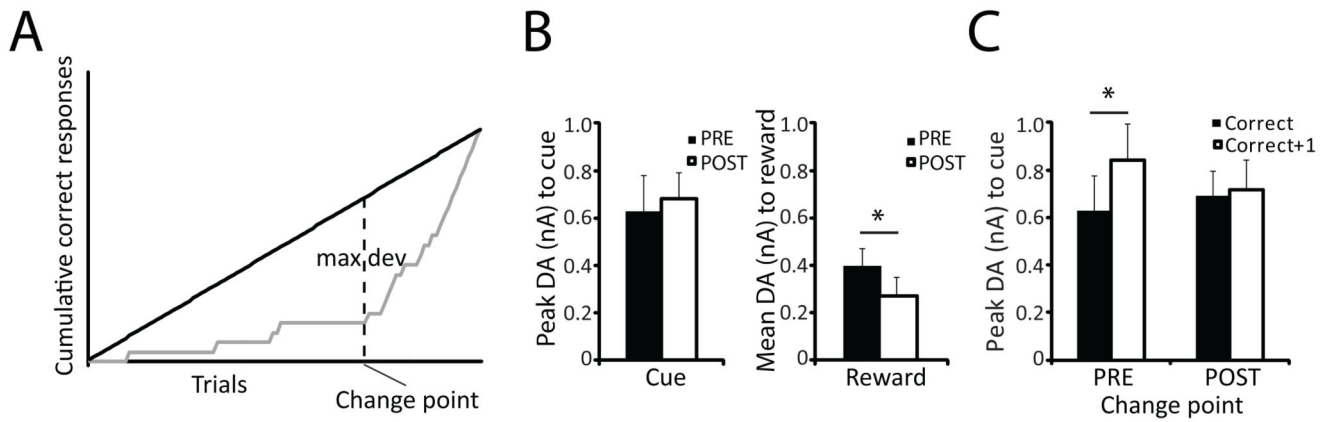 A
Cumulative correct responses
max dev
Trials
Change point
B
Peak DA (nA) to cue
1.0
0.8
0.6
0.4
0.2
0
PRE
POST
Cue
Mean DA (nA) to reward
1.0
0.8
0.6
0.4
0.2
0
PRE
POST
*
Reward
C
Peak DA (nA) to cue
1.0
0.8
0.6
0.4
0.2
0
*
Correct
Correct+1
PRE
POST
Change point